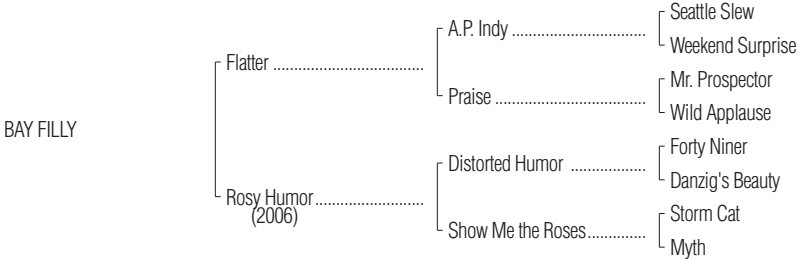 Seattle Slew
A.P. Indy ..................................
Weekend Surprise
Flatter ......................................
Mr. Prospector
Praise ......................................
Wild Applause
BAY FILLY
Forty Niner
Distorted Humor ...................
Danzig's Beauty
Rosy Humor............................
(2006)
Storm Cat
Show Me the Roses...............
Myth